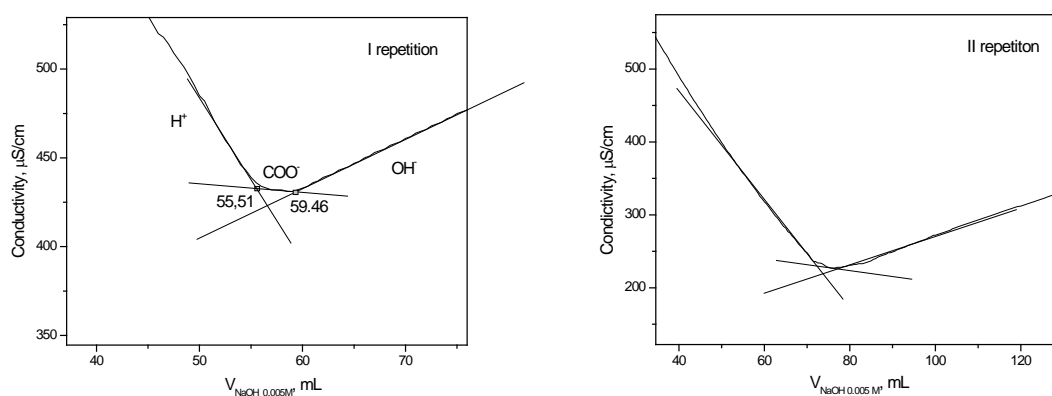 I repetition
500
450
400
350
Conductivity, µS/cm
H⁺
COO⁻
OH⁻
55,51
59.46
40 50 60 70
V NaOH 0.005M, mL
II repetiton
500
400
300
200
Condictivity, µS/cm
40 60 80 100 120
V NaOH 0.005 M, mL